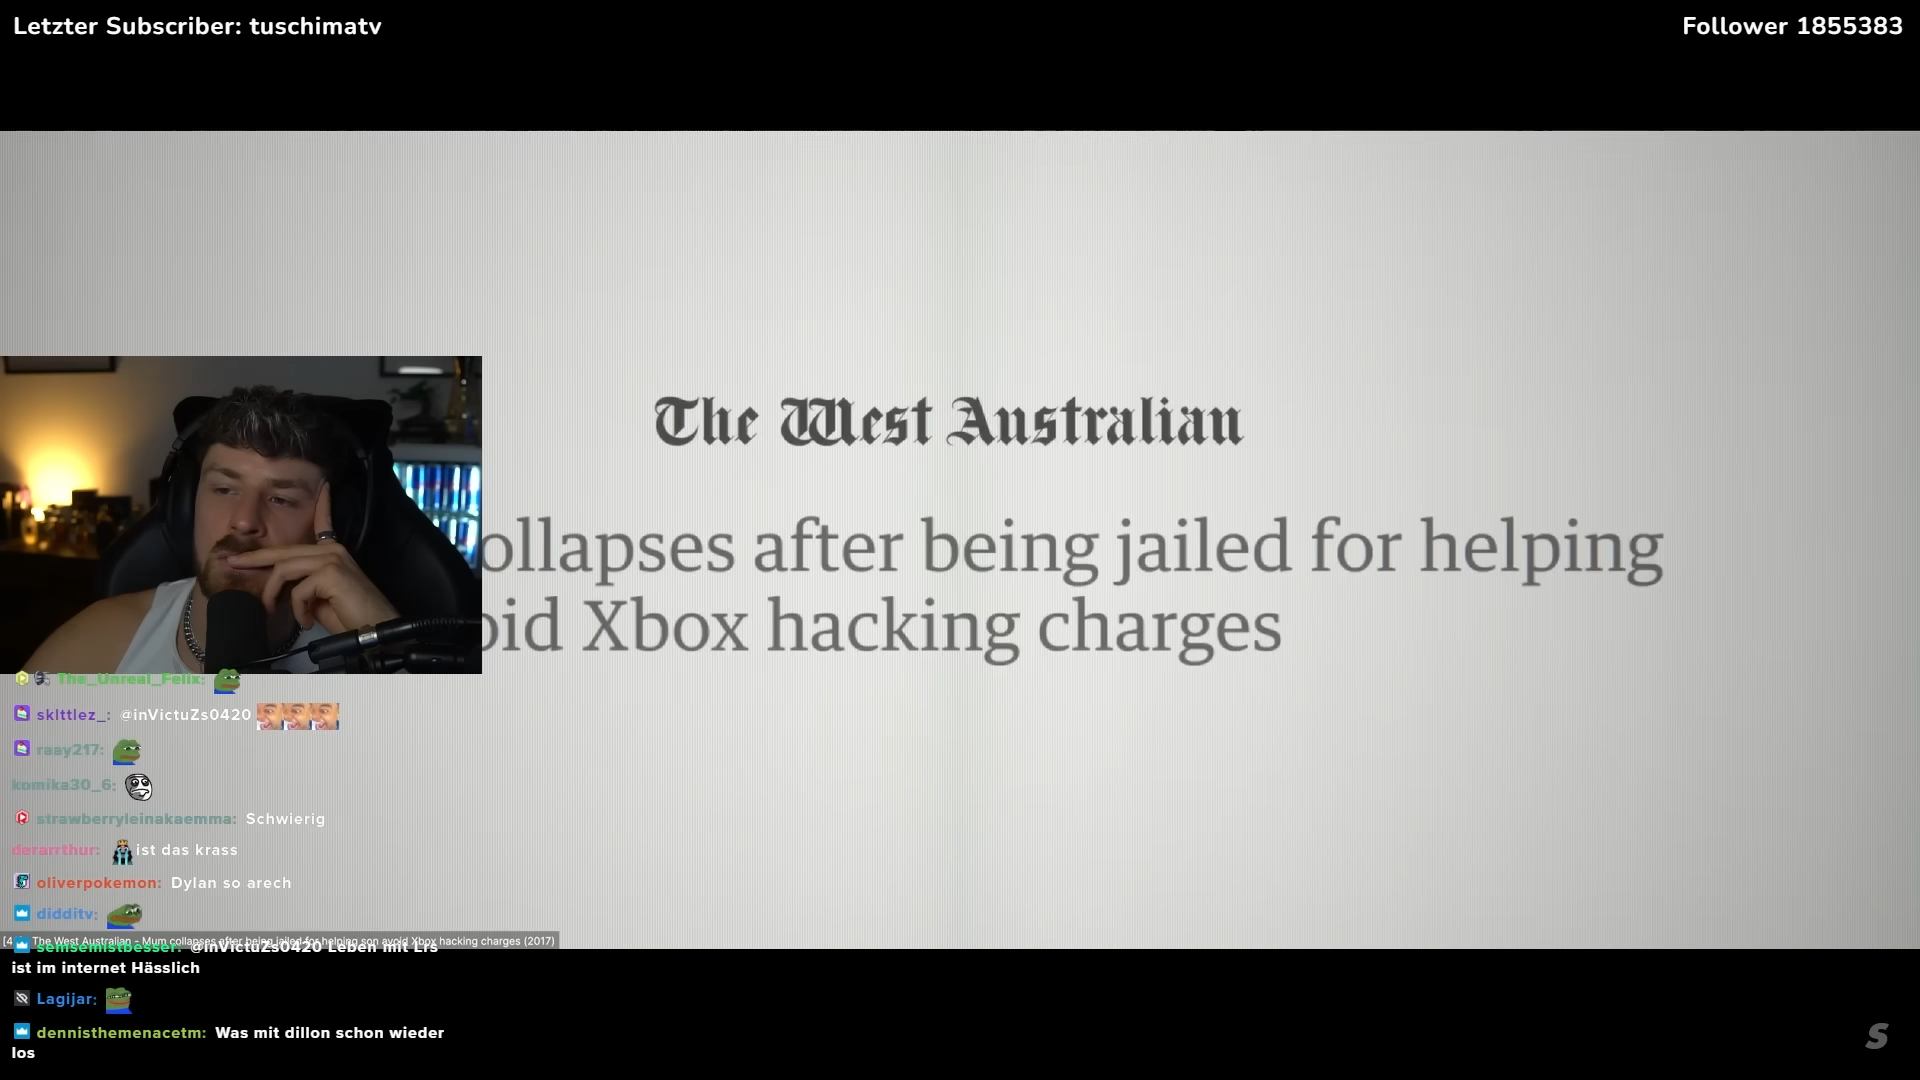 Letzter Subscriber: tuschimatv
Follower 1855383
The West Australian
ollapses after being jailed for helping
oid Xbox hacking charges
The_Unreal_Felix:
sklttlez_: @inVictuZs0420
raay217:
komika30_6:
strawberryleinakaemma: Schwierig
derarrthur: ist das krass
oliverpokemon: Dylan so arech
didditv:
The West Australian - Mum collapses after being jailed for helping son avoid Xbox hacking charges (2017)
semsemistbesser: @inVictuZs0420 Leben mit Lrs
ist im internet Hässlich
Lagijar:
dennisthemenacetm: Was mit dillon schon wieder
los
S